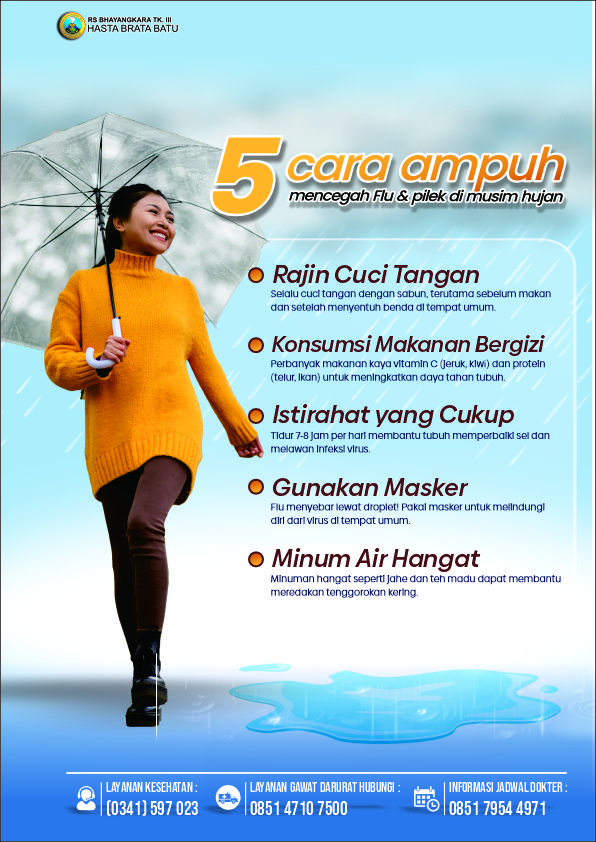 RS BHAYANGKARA TK. III
HASTA BRATA BATU
5 cara ampuh
mencegah Flu & pilek di musim hujan
Rajin Cuci Tangan
Selalu cuci tangan dengan sabun, terutama sebelum makan
dan setelah menyentuh benda di tempat umum.
Konsumsi Makanan Bergizi
Perbanyak makanan kaya vitamin C (jeruk, kiwi) dan protein
(telur, ikan) untuk meningkatkan daya tahan tubuh.
Istirahat yang Cukup
Tidur 7-8 jam per hari membantu tubuh memperbaiki sel dan
melawan infeksi virus.
Gunakan Masker
Flu menyebar lewat droplet! Pakai masker untuk melindungi
diri dari virus di tempat umum.
Minum Air Hangat
Minuman hangat seperti jahe dan teh madu dapat membantu
meredakan tenggorokan kering.
LAYANAN KESEHATAN :
(0341) 597 023
LAYANAN GAWAT DARURAT HUBUNGI :
0851 4710 7500
INFORMASI JADWAL DOKTER :
0851 7954 4971